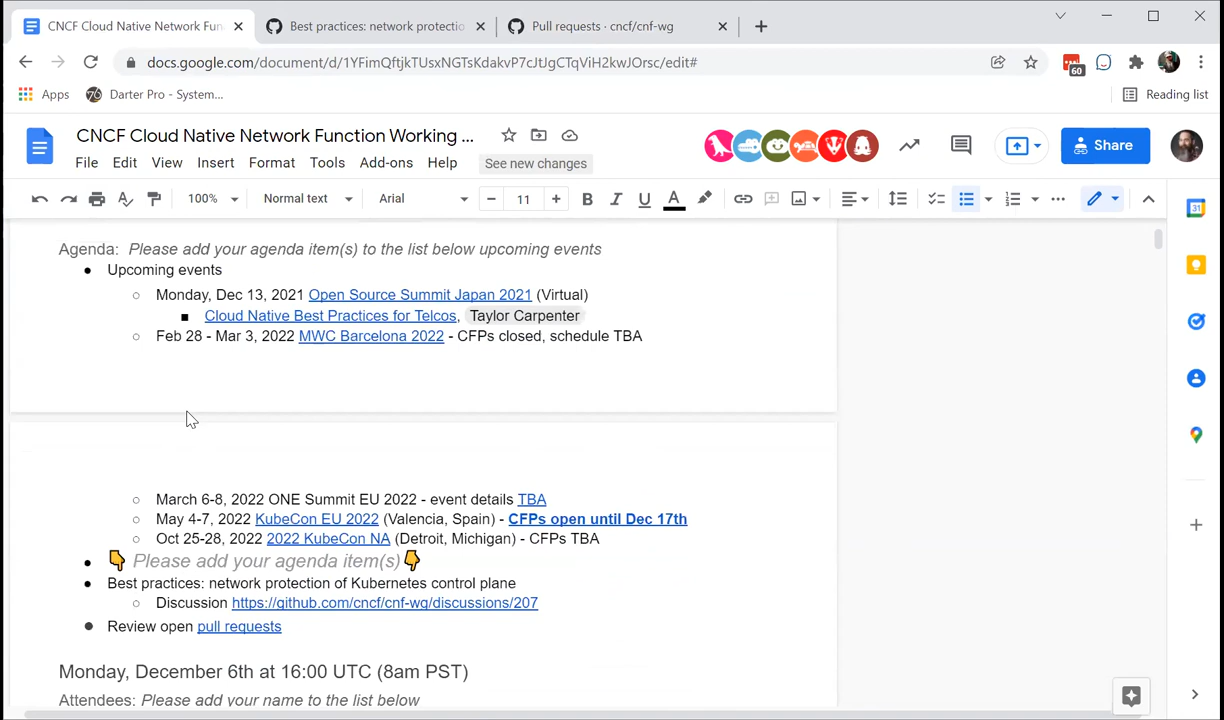 CNCF Cloud Native Network Fun
Best practices: network protectio
Pull requests · cncf/cnf-wg
docs.google.com/document/d/1YFimQftjkTUsxNGTsKdakvP7cJtJgCTqViH2kwJOrsc/edit#
60
Apps
Darter Pro - System...
Reading list
CNCF Cloud Native Network Function Working ...
File Edit View Insert Format Tools Add-ons Help
See new changes
Share
100%
Normal text
Arial
11
B I U A
31
Agenda: Please add your agenda item(s) to the list below upcoming events
Upcoming events
Monday, Dec 13, 2021 Open Source Summit Japan 2021 (Virtual)
Cloud Native Best Practices for Telcos, Taylor Carpenter
Feb 28 - Mar 3, 2022 MWC Barcelona 2022 - CFPs closed, schedule TBA
March 6-8, 2022 ONE Summit EU 2022 - event details TBA
May 4-7, 2022 KubeCon EU 2022 (Valencia, Spain) - CFPs open until Dec 17th
Oct 25-28, 2022 2022 KubeCon NA (Detroit, Michigan) - CFPs TBA
👇 Please add your agenda item(s)👇
Best practices: network protection of Kubernetes control plane
Discussion https://github.com/cncf/cnf-wg/discussions/207
Review open pull requests
Monday, December 6th at 16:00 UTC (8am PST)
Attendees: Please add your name to the list below